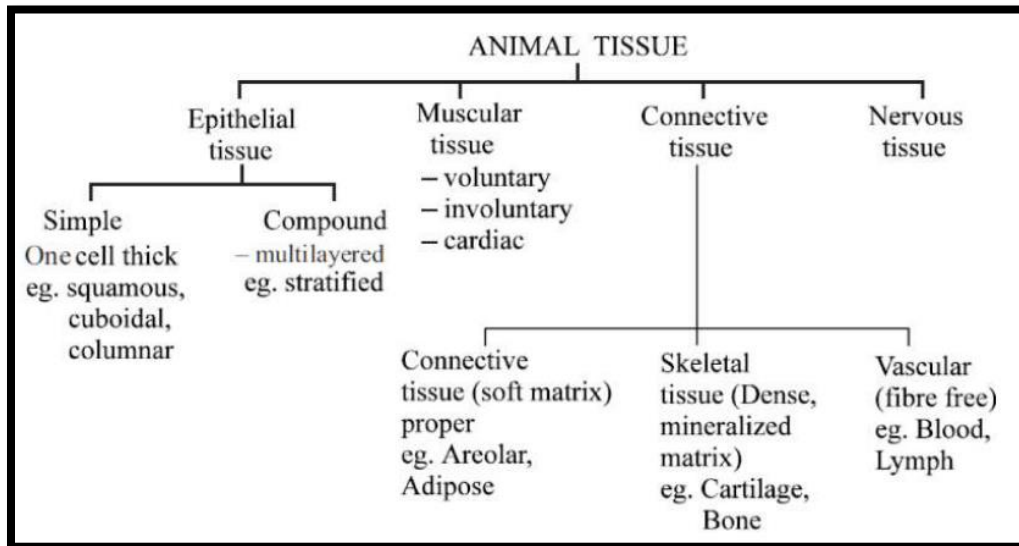 ANIMAL TISSUE
Epithelial
tissue
Muscular
tissue
– voluntary
– involuntary
– cardiac
Connective
tissue
Nervous
tissue
Simple
One cell thick
eg. squamous,
cuboidal,
columnar
Compound
– multilayered
eg. stratified
Connective
tissue (soft matrix)
proper
eg. Areolar,
Adipose
Skeletal
tissue (Dense,
mineralized
matrix)
eg. Cartilage,
Bone
Vascular
(fibre free)
eg. Blood,
Lymph